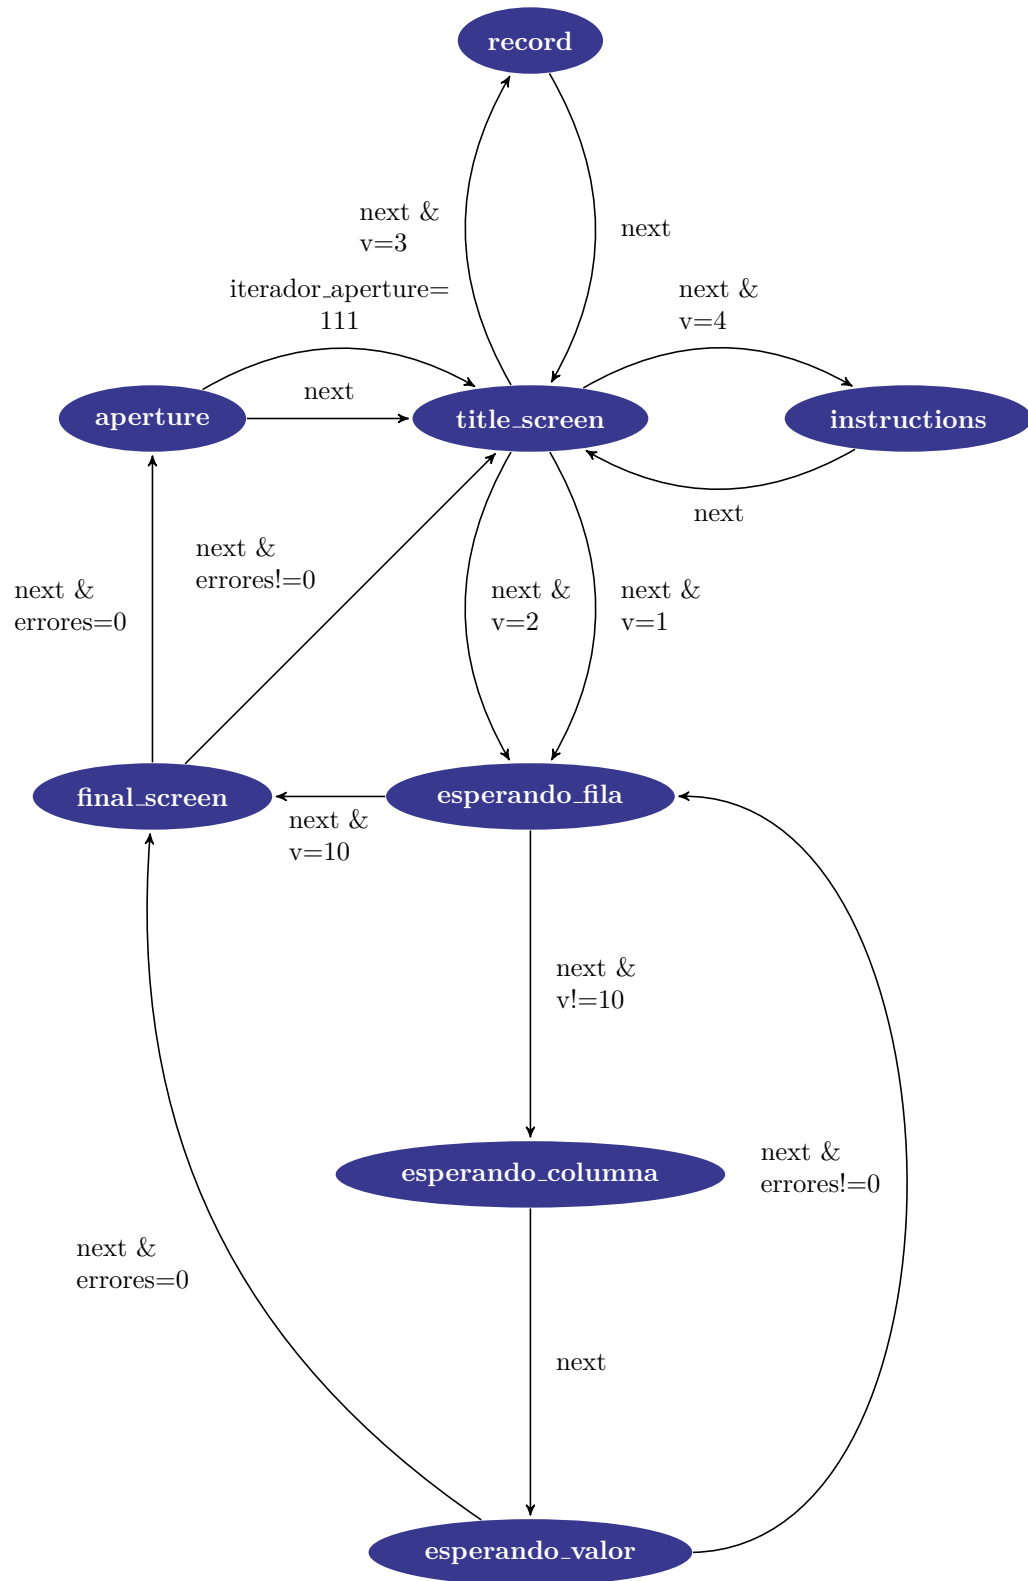 record
next &
v=3
next
iterador_aperture=
111
next &
v=4
next
aperture
title_screen
instructions
next
next &
errores!=0
next &
errores=0
next &
v=2
next &
v=1
final_screen
esperando_fila
next &
v=10
next &
v!=10
esperando_columna
next &
errores!=0
next &
errores=0
next
esperando_valor